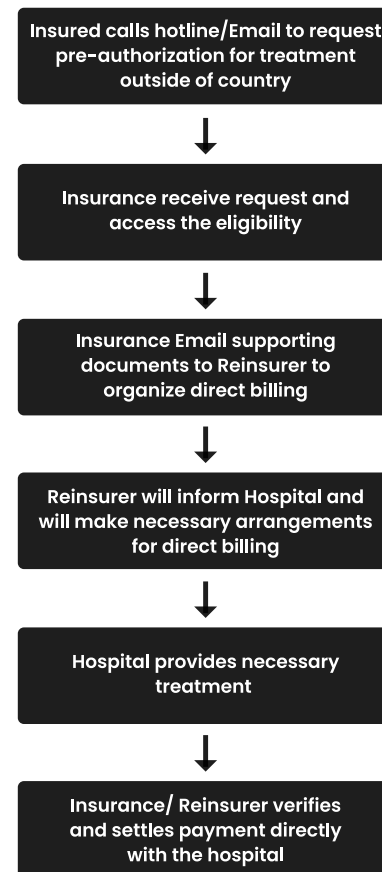 Insured calls hotline/Email to request
pre-authorization for treatment
outside of country
Insurance receive request and
access the eligibility
Insurance Email supporting
documents to Reinsurer to
organize direct billing
Reinsurer will inform Hospital and
will make necessary arrangements
for direct billing
Hospital provides necessary
treatment
Insurance/ Reinsurer verifies
and settles payment directly
with the hospital